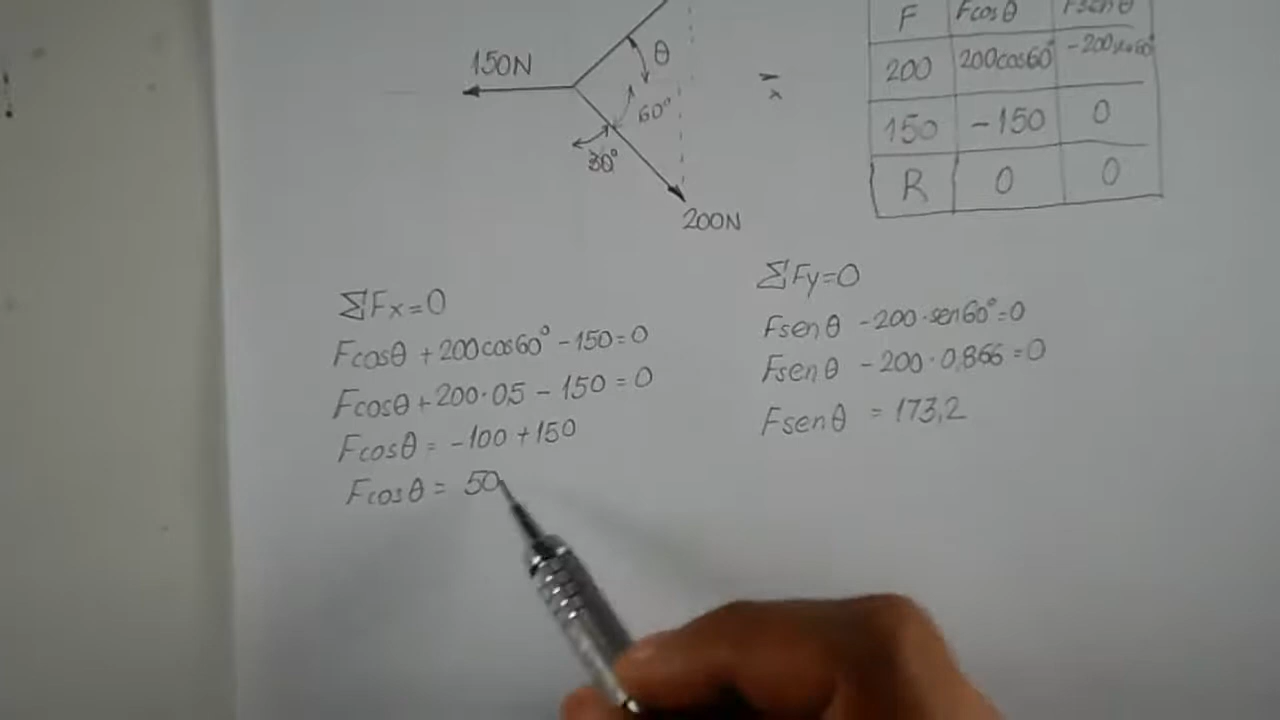 F Fcosθ Fsenθ
150N
θ
200 200cos60° -200sen60°
x
60°
150 -150 0
30°
R 0 0
200N
ΣFx=0
Fcosθ + 200cos60° - 150 = 0
Fcosθ + 200·0,5 - 150 = 0
Fcosθ = -100 + 150
Fcosθ = 50
ΣFy=0
Fsenθ - 200·sen60° = 0
Fsenθ - 200·0,866 = 0
Fsenθ = 173,2